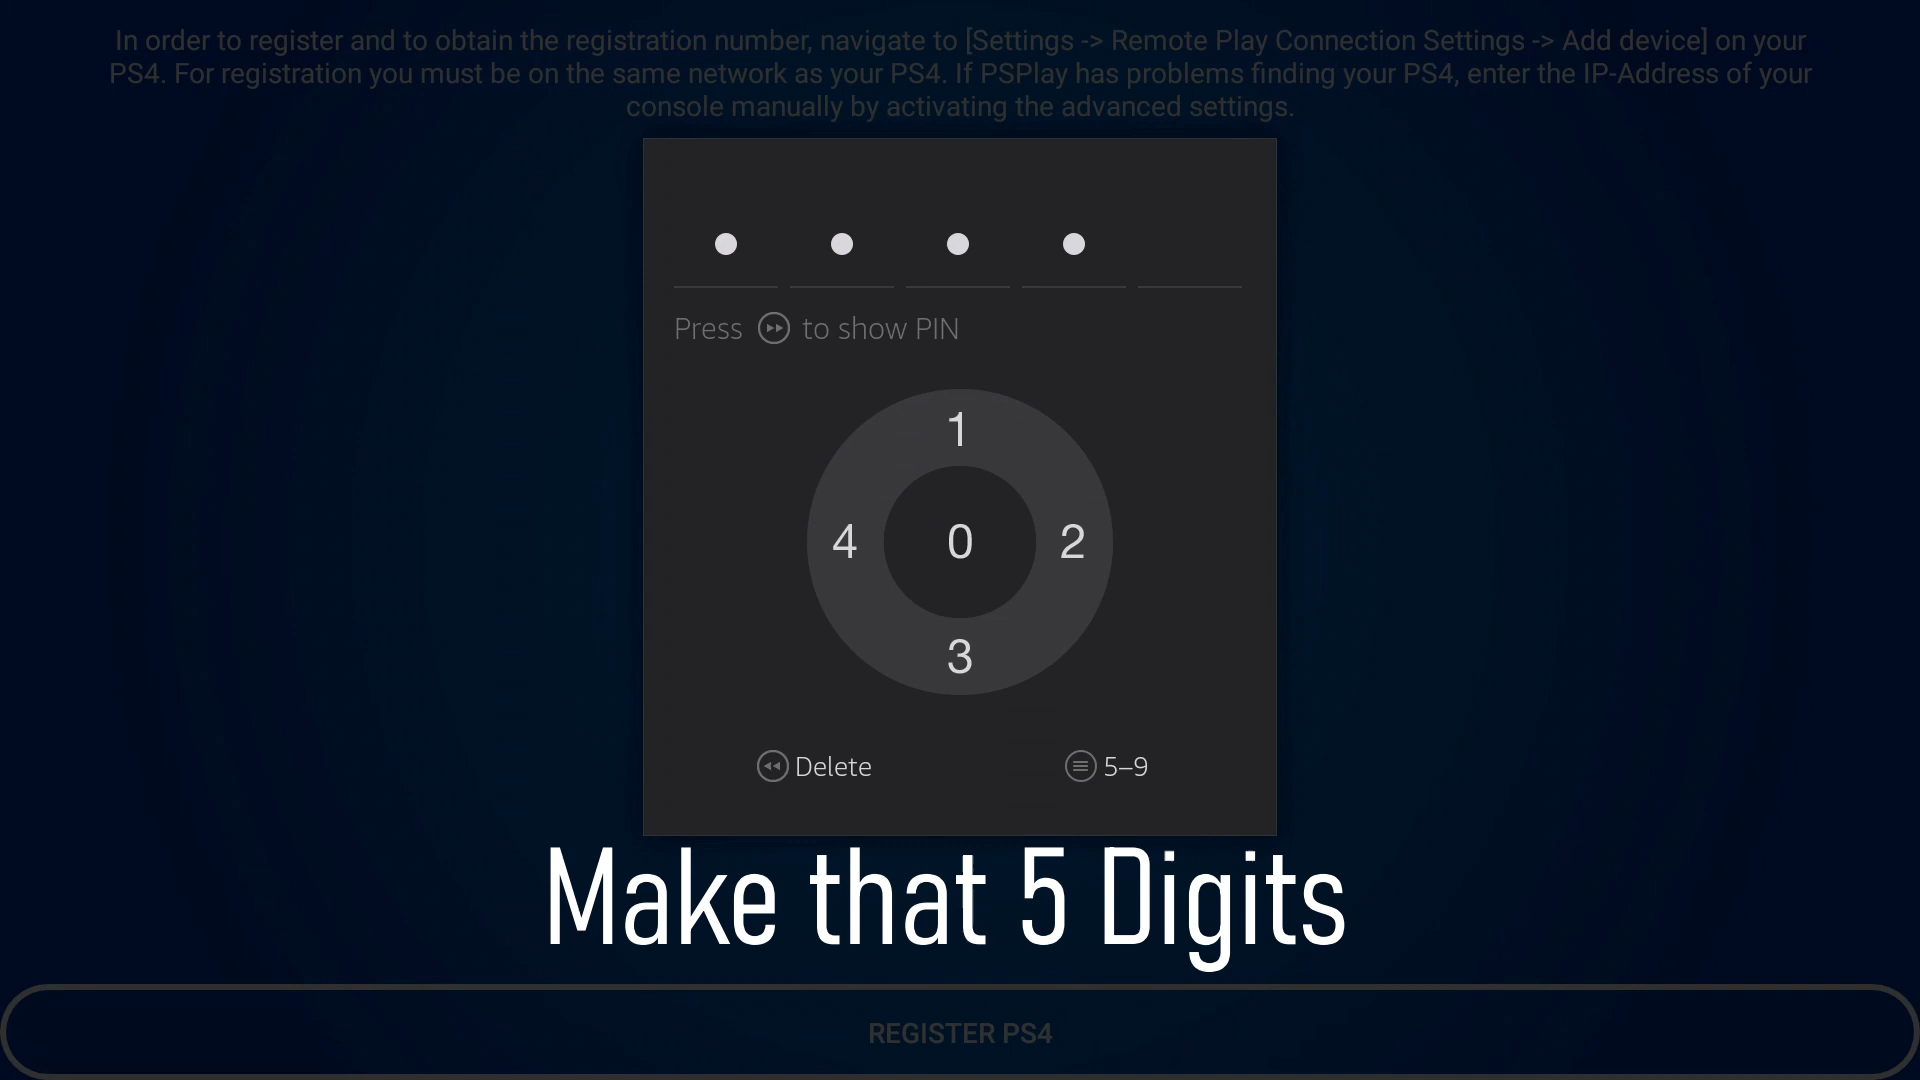 In order to register and to obtain the registration number, navigate to [Settings -> Remote Play Connection Settings -> Add device] on your
PS4. For registration you must be on the same network as your PS4. If PSPlay has problems finding your PS4, enter the IP-Address of your
console manually by activating the advanced settings.
Press to show PIN
1
4 0 2
3
Delete 5–9
Make that 5 Digits
REGISTER PS4